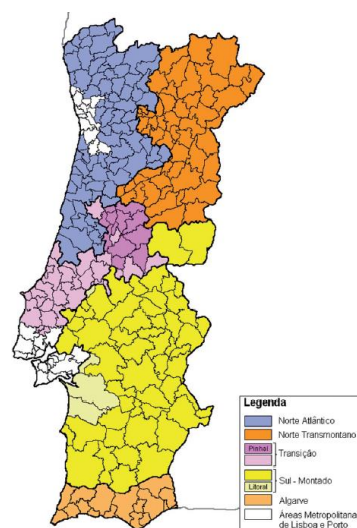 Legenda
Norte Atlântico
Norte Transmontano
Pinhal
Transição
Sul - Montado
Litoral
Algarve
Áreas Metropolitanas
de Lisboa e Porto